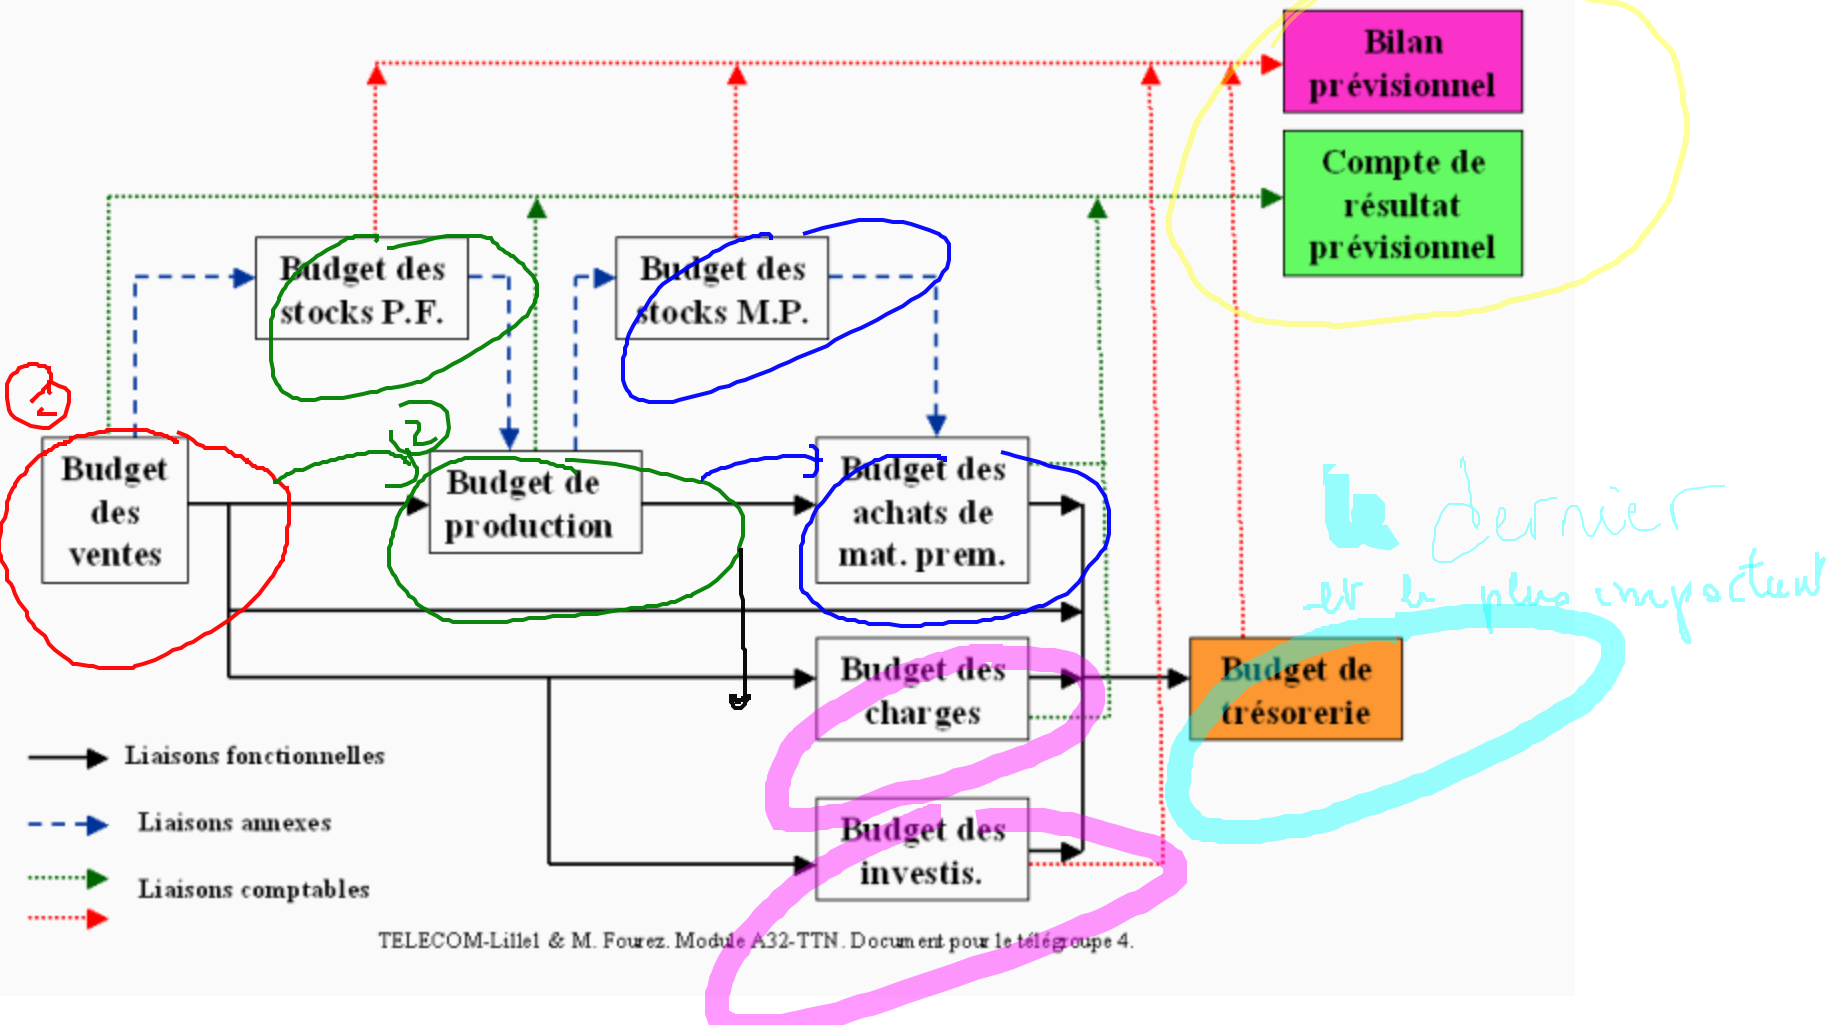 Bilan
prévisionnel
Compte de
résultat
prévisionnel
Budget des
stocks P.F.
Budget des
stocks M.P.
2
Budget
des
ventes
Budget de
production
Budget des
achats de
mat. prem.
dernier
et le plus important
Budget des
charges
Budget de
trésorerie
Budget des
investis.
Liaisons fonctionnelles
Liaisons annexes
Liaisons comptables
TELECOM-Lille1 & M. Fourez. Module A32-TTN. Document pour le télégroupe 4.